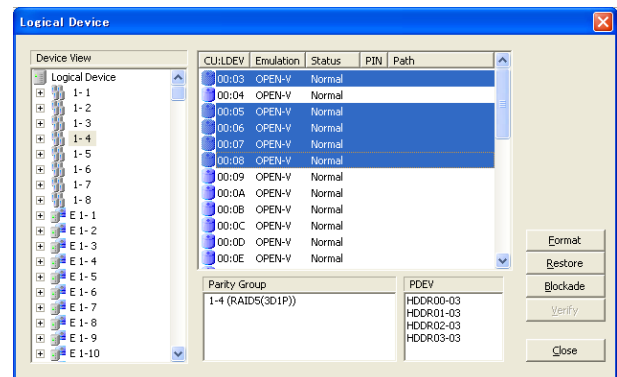 Logical Device
Device View
Logical Device
1- 1
1- 2
1- 3
1- 4
1- 5
1- 6
1- 7
1- 8
E 1- 1
E 1- 2
E 1- 3
E 1- 4
E 1- 5
E 1- 6
E 1- 7
E 1- 8
E 1- 9
E 1-10
CU:LDEV Emulation Status PIN Path
00:03 OPEN-V Normal
00:04 OPEN-V Normal
00:05 OPEN-V Normal
00:06 OPEN-V Normal
00:07 OPEN-V Normal
00:08 OPEN-V Normal
00:09 OPEN-V Normal
00:0A OPEN-V Normal
00:0B OPEN-V Normal
00:0C OPEN-V Normal
00:0D OPEN-V Normal
00:0E OPEN-V Normal
Parity Group
1-4 (RAID5(3D1P))
PDEV
HDDR00-03
HDDR01-03
HDDR02-03
HDDR03-03
Format
Restore
Blockade
Verify
Close